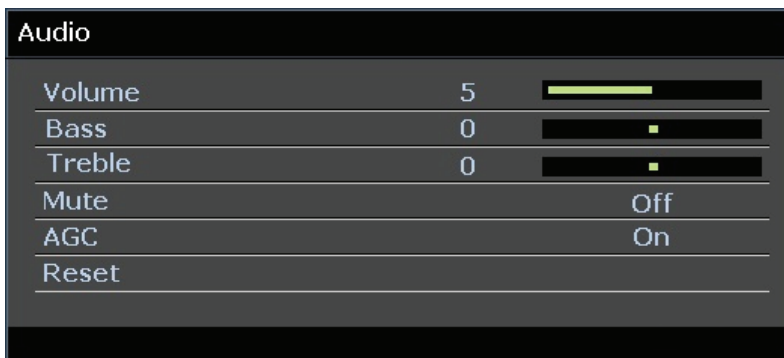 Audio
Volume 5
Bass 0
Treble 0
Mute Off
AGC On
Reset